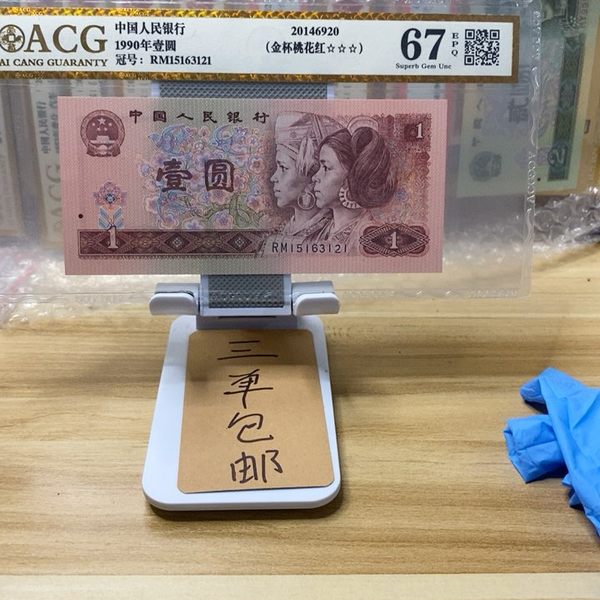 ACG
AI CANG GUARANTY
中国人民银行
1990年壹圆
冠号: RM15163121
20146920
(金杯桃花红☆☆☆)
67
EPQ
Superb Gem Unc
中国人民银行
1
壹圆
1
RM15163121
1
三单包邮